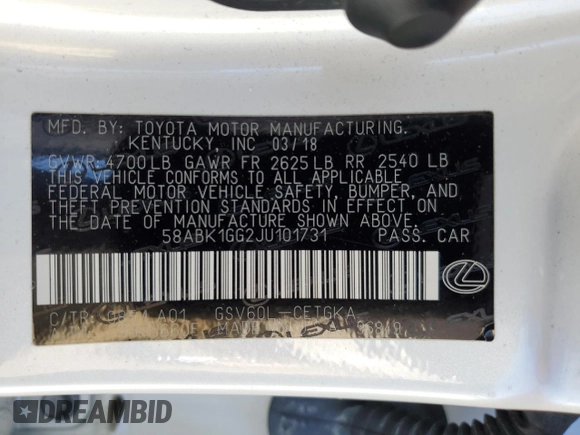 MFD. BY: TOYOTA MOTOR MANUFACTURING.
KENTUCKY, INC 03/18
GVWR 4700LB GAWR FR 2625LB RR 2540 LB
THIS VEHICLE CONFORMS TO ALL APPLICABLE
FEDERAL MOTOR VEHICLE SAFETY, BUMPER, AND
THEFT PREVENTION STANDARDS IN EFFECT ON
THE DATE OF MANUFACTURE SHOWN ABOVE.
58ABK1GG2JU101731 PASS. CAR
C/TR: LA01 GSV60L-CETGKA
MADE
DREAMBID